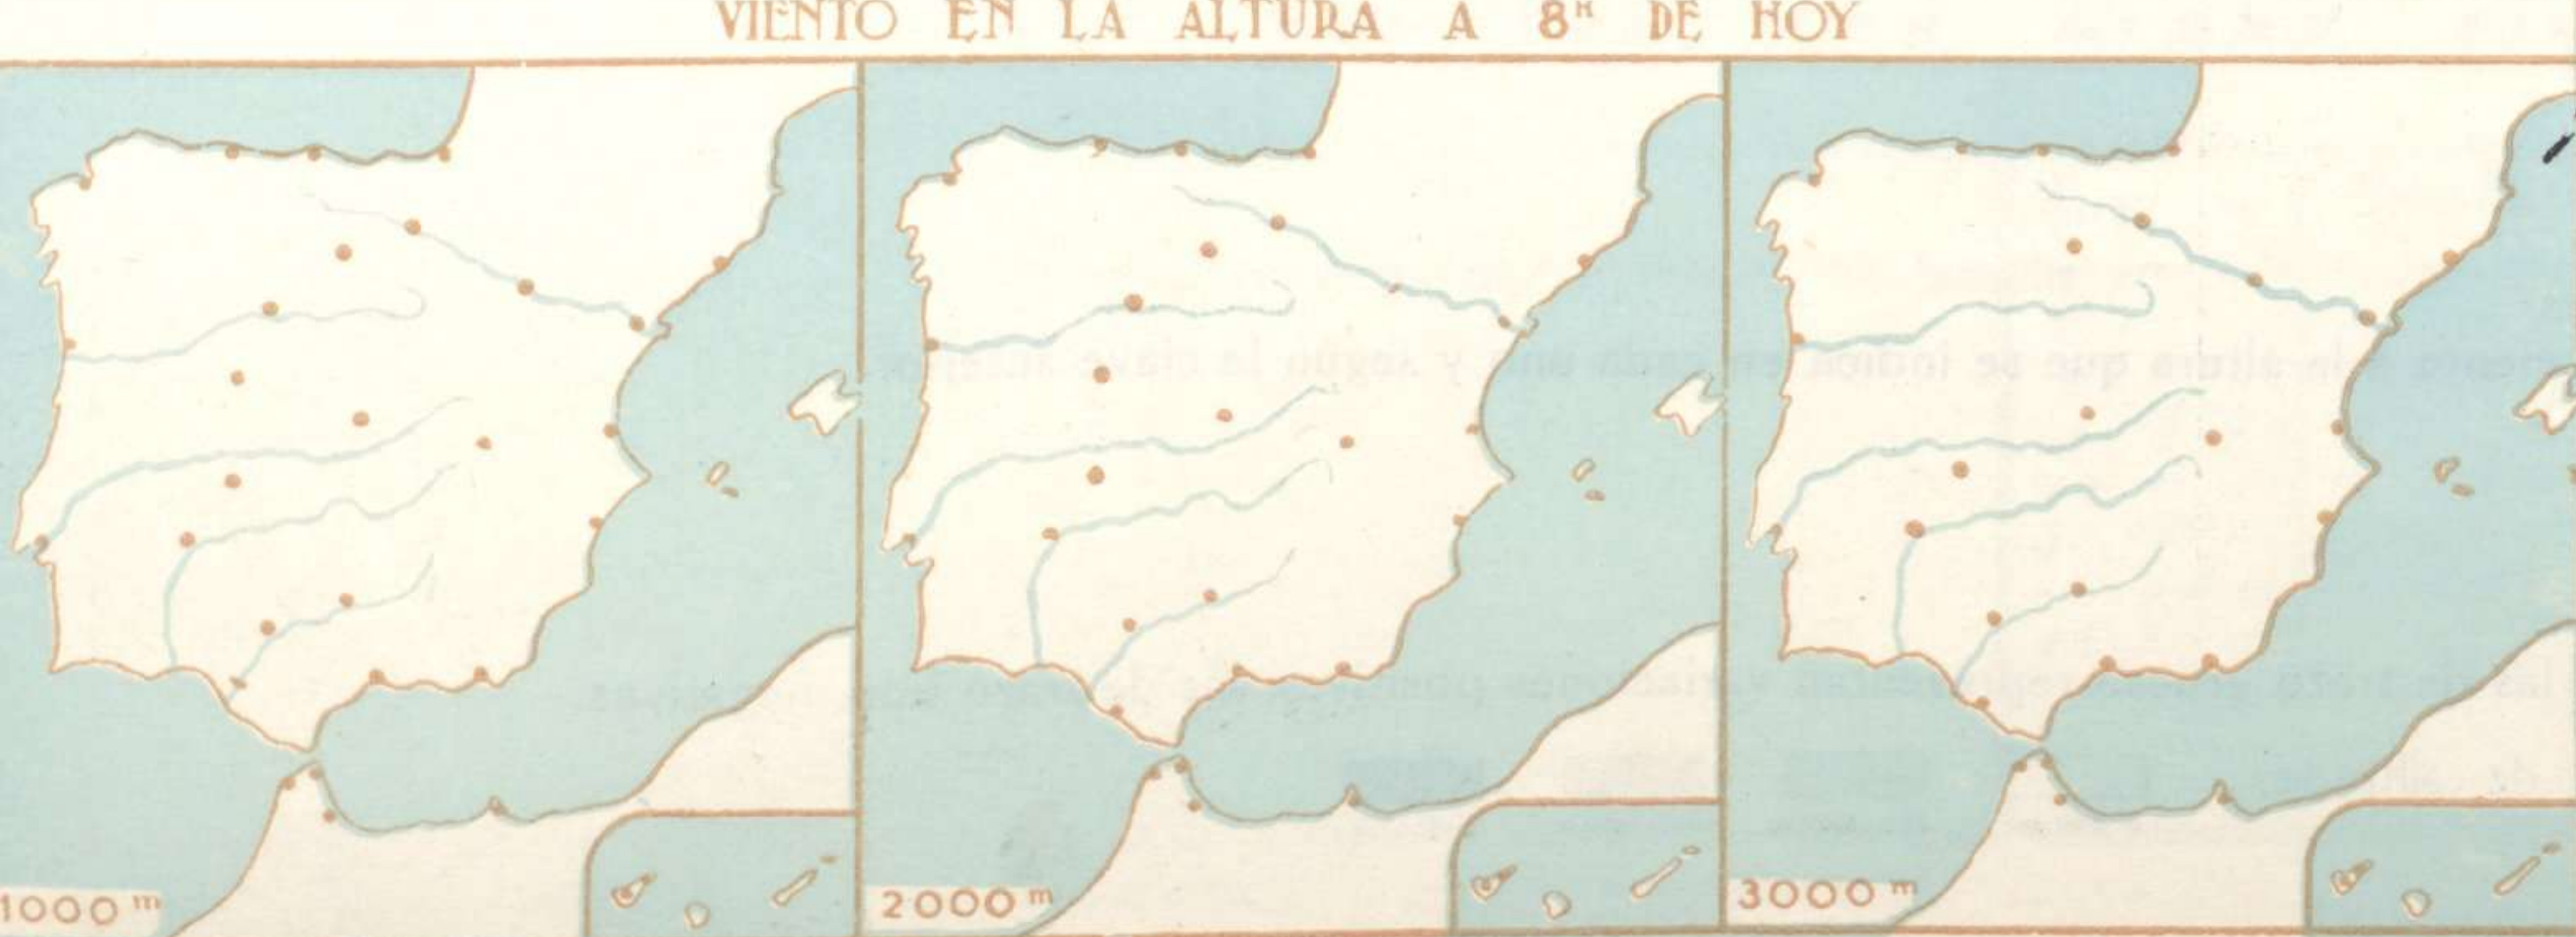 VIENTO EN LA ALTURA A 8ᴴ DE HOY
1000 ᵐ
2000 ᵐ
3000 ᵐ